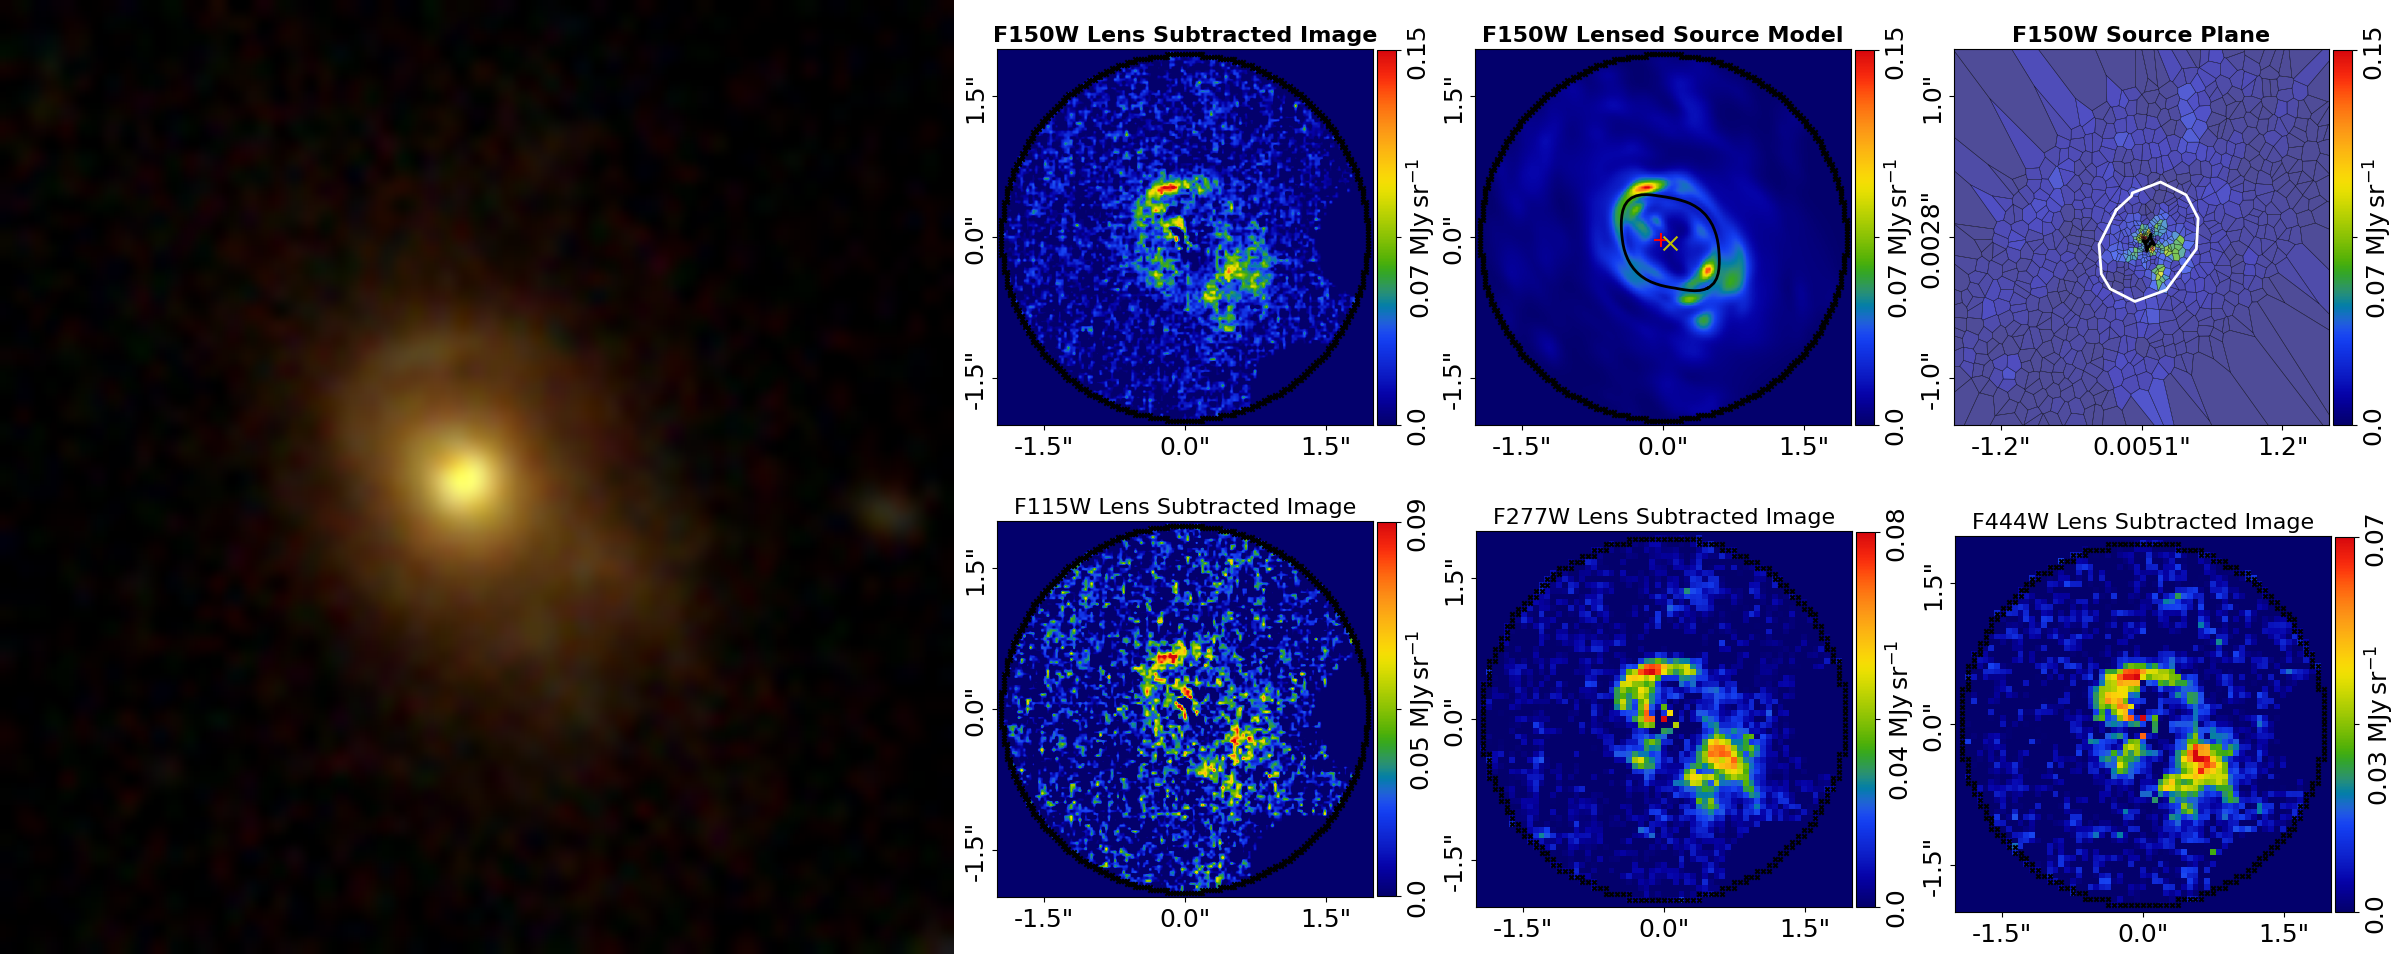 F150W Lens Subtracted Image
1.5"
0.0"
-1.5"
-1.5" 0.0" 1.5"
0.15
0.07 MJy sr⁻¹
0.0
F150W Lensed Source Model
1.5"
0.0"
-1.5"
-1.5" 0.0" 1.5"
0.15
0.07 MJy sr⁻¹
0.0
F150W Source Plane
1.0"
0.0028"
-1.0"
-1.2" 0.0051" 1.2"
0.15
0.07 MJy sr⁻¹
0.0
F115W Lens Subtracted Image
1.5"
0.0"
-1.5"
-1.5" 0.0" 1.5"
0.09
0.05 MJy sr⁻¹
0.0
F277W Lens Subtracted Image
1.5"
0.0"
-1.5"
-1.5" 0.0" 1.5"
0.08
0.04 MJy sr⁻¹
0.0
F444W Lens Subtracted Image
1.5"
0.0"
-1.5"
-1.5" 0.0" 1.5"
0.07
0.03 MJy sr⁻¹
0.0